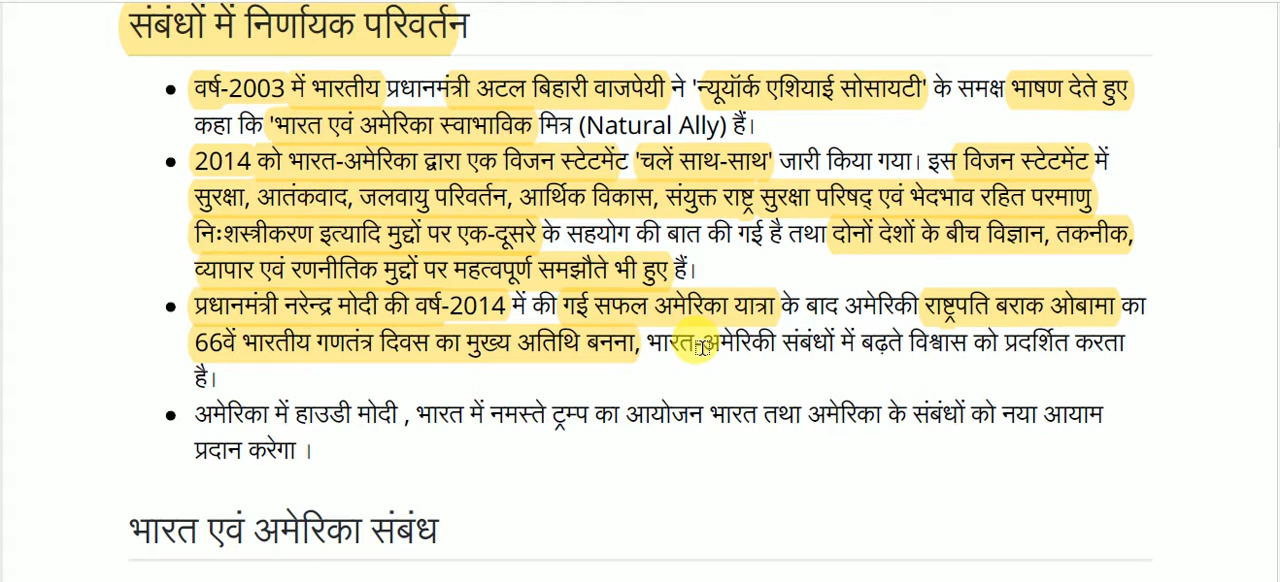 संबंधों में निर्णायक परिवर्तन
वर्ष-2003 में भारतीय प्रधानमंत्री अटल बिहारी वाजपेयी ने 'न्यूयॉर्क एशियाई सोसायटी' के समक्ष भाषण देते हुए
कहा कि 'भारत एवं अमेरिका स्वाभाविक मित्र (Natural Ally) हैं।
2014 को भारत-अमेरिका द्वारा एक विजन स्टेटमेंट 'चलें साथ-साथ' जारी किया गया। इस विजन स्टेटमेंट में
सुरक्षा, आतंकवाद, जलवायु परिवर्तन, आर्थिक विकास, संयुक्त राष्ट्र सुरक्षा परिषद् एवं भेदभाव रहित परमाणु
निःशस्त्रीकरण इत्यादि मुद्दों पर एक-दूसरे के सहयोग की बात की गई है तथा दोनों देशों के बीच विज्ञान, तकनीक,
व्यापार एवं रणनीतिक मुद्दों पर महत्वपूर्ण समझौते भी हुए हैं।
प्रधानमंत्री नरेन्द्र मोदी की वर्ष-2014 में की गई सफल अमेरिका यात्रा के बाद अमेरिकी राष्ट्रपति बराक ओबामा का
66वें भारतीय गणतंत्र दिवस का मुख्य अतिथि बनना, भारत-अमेरिकी संबंधों में बढ़ते विश्वास को प्रदर्शित करता
है।
अमेरिका में हाउडी मोदी , भारत में नमस्ते ट्रम्प का आयोजन भारत तथा अमेरिका के संबंधों को नया आयाम
प्रदान करेगा ।
भारत एवं अमेरिका संबंध